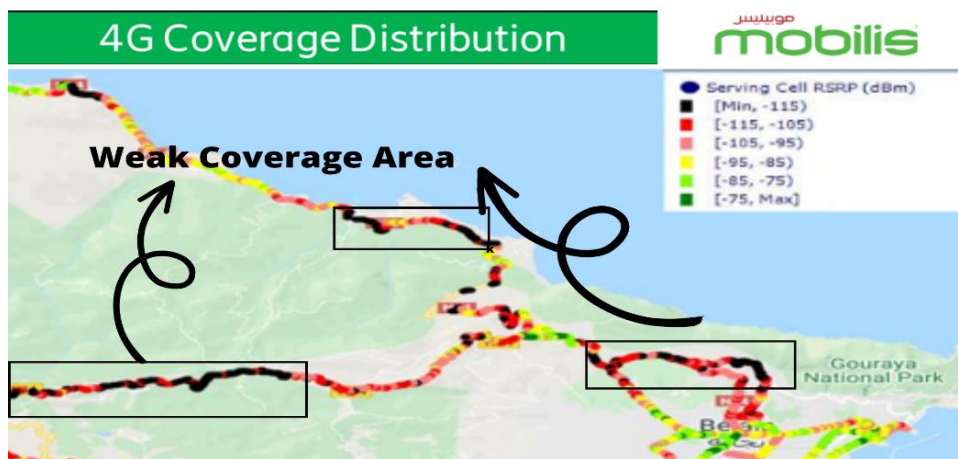 4G Coverage Distribution
موبيليس
mobilis
Serving Cell RSRP (dBm)
[Min, -115)
[-115, -105)
[-105, -95)
[-95, -85)
[-85, -75)
[-75, Max]
Weak Coverage Area
Gouraya
National Park